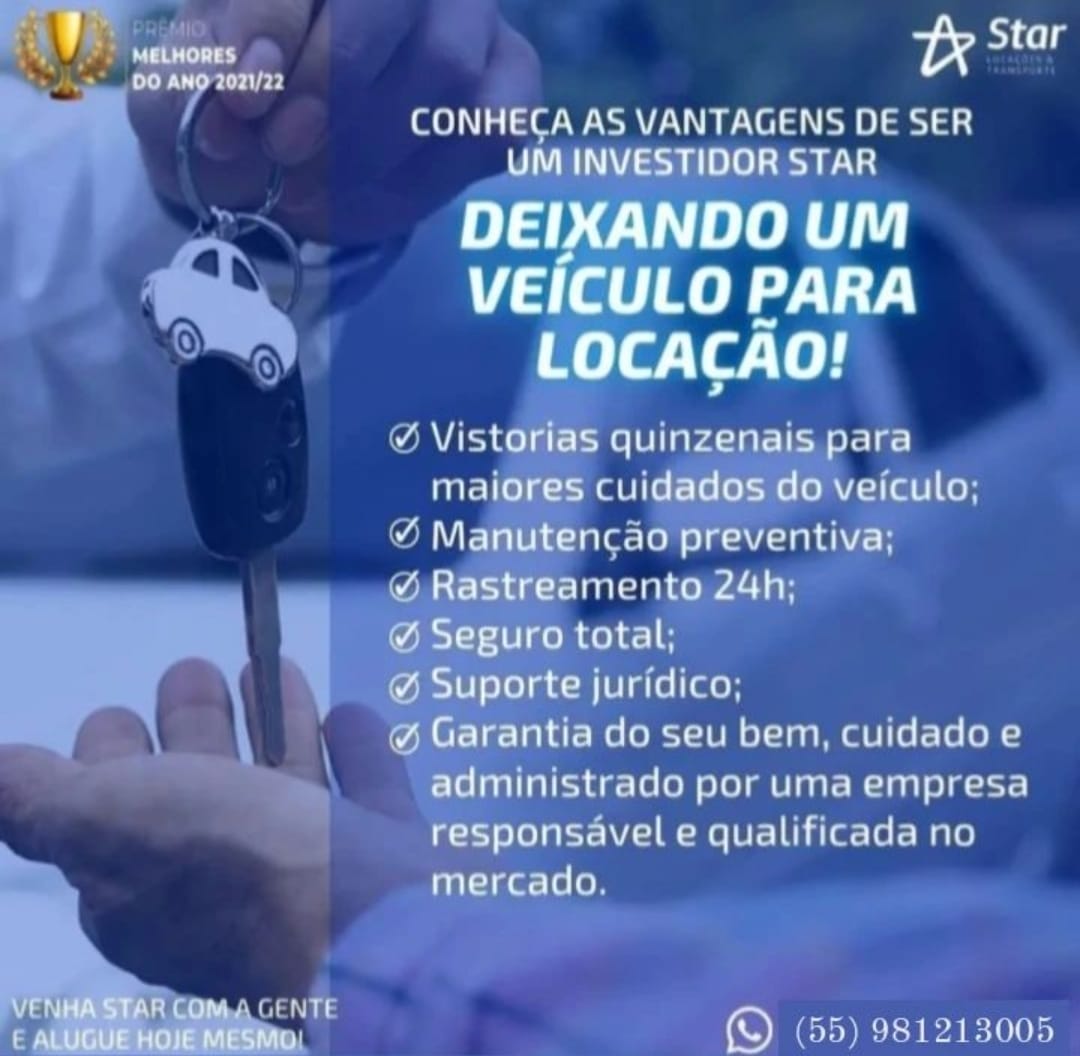 PRÊMIO
MELHORES
DO ANO 2021/22
Star
LOCAÇÕES &
TRANSPORTE
CONHEÇA AS VANTAGENS DE SER
UM INVESTIDOR STAR
DEIXANDO UM
VEÍCULO PARA
LOCAÇÃO!
Vistorias quinzenais para
maiores cuidados do veículo;
Manutenção preventiva;
Rastreamento 24h;
Seguro total;
Suporte jurídico;
Garantia do seu bem, cuidado e
administrado por uma empresa
responsável e qualificada no
mercado.
VENHA STAR COM A GENTE
E ALUGUE HOJE MESMO!
(55) 981213005